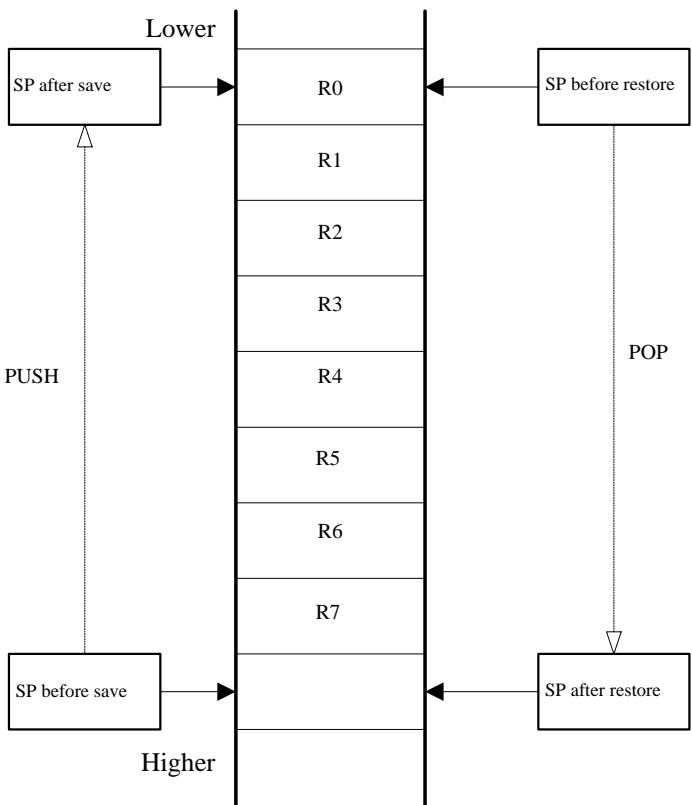 Lower
SP after save
R0
SP before restore
R1
R2
R3
R4
PUSH
POP
R5
R6
R7
SP before save
SP after restore
Higher